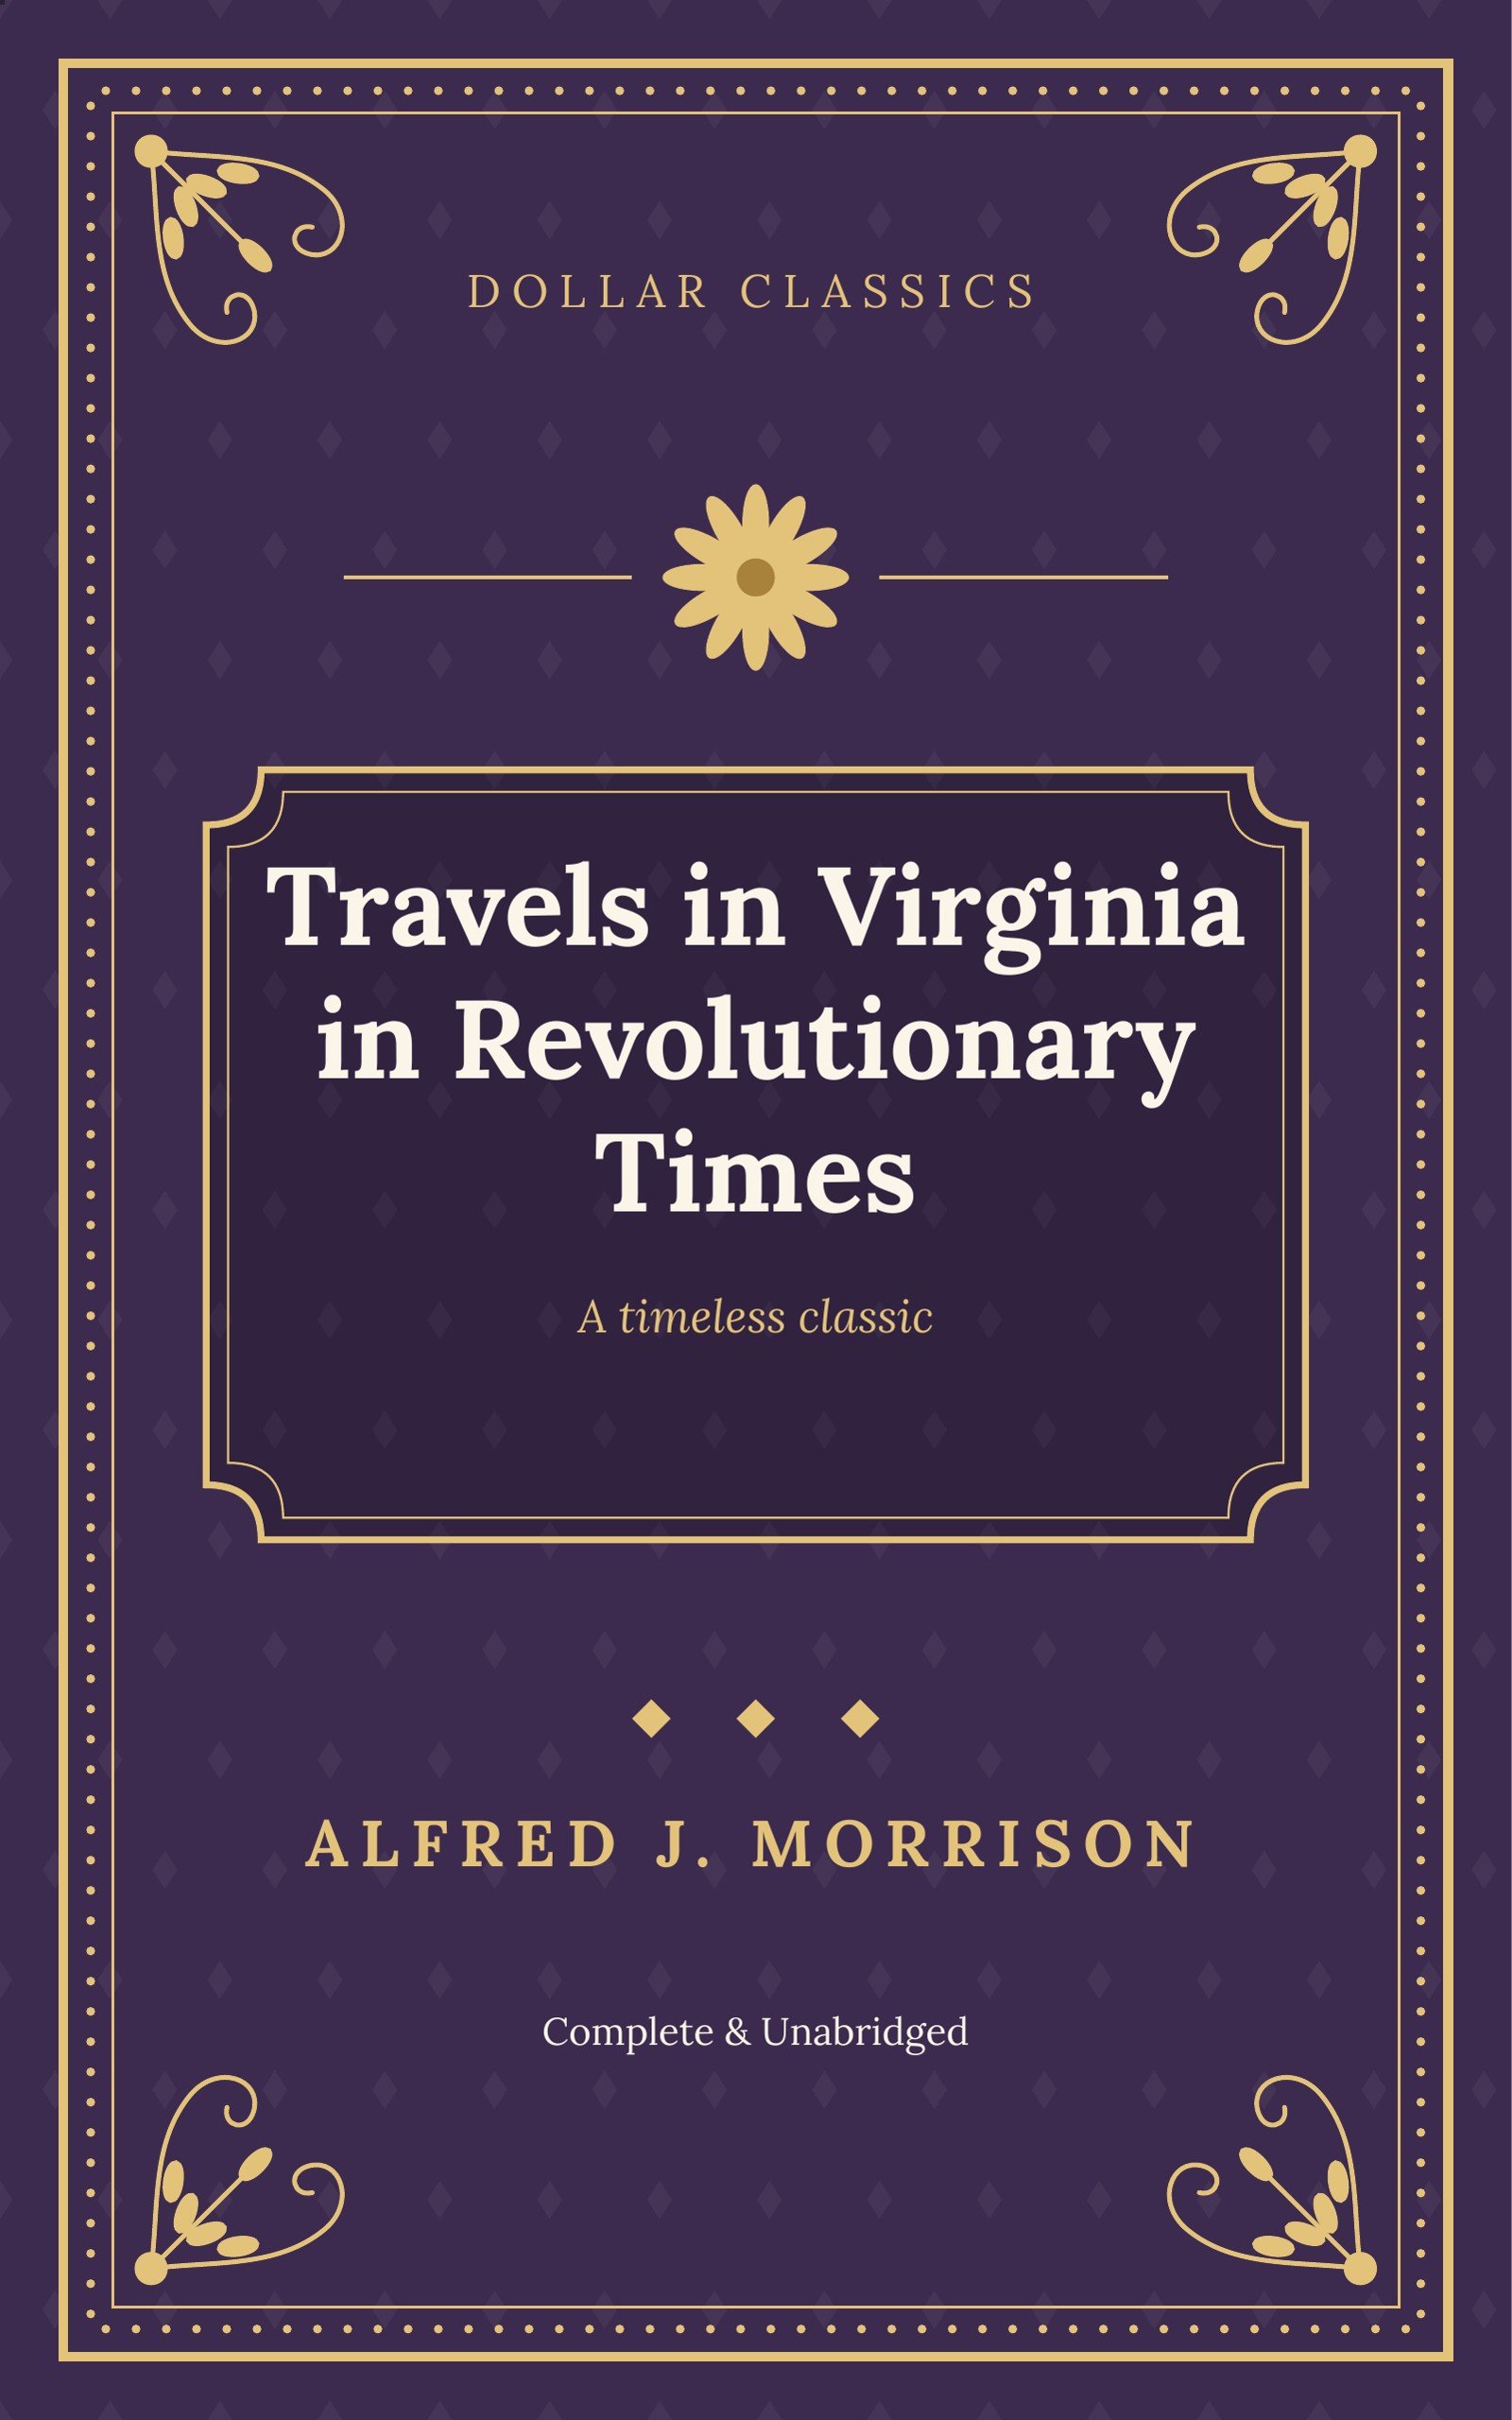 DOLLAR CLASSICS
Travels in Virginia
in Revolutionary
Times
A timeless classic
ALFRED J. MORRISON
Complete & Unabridged